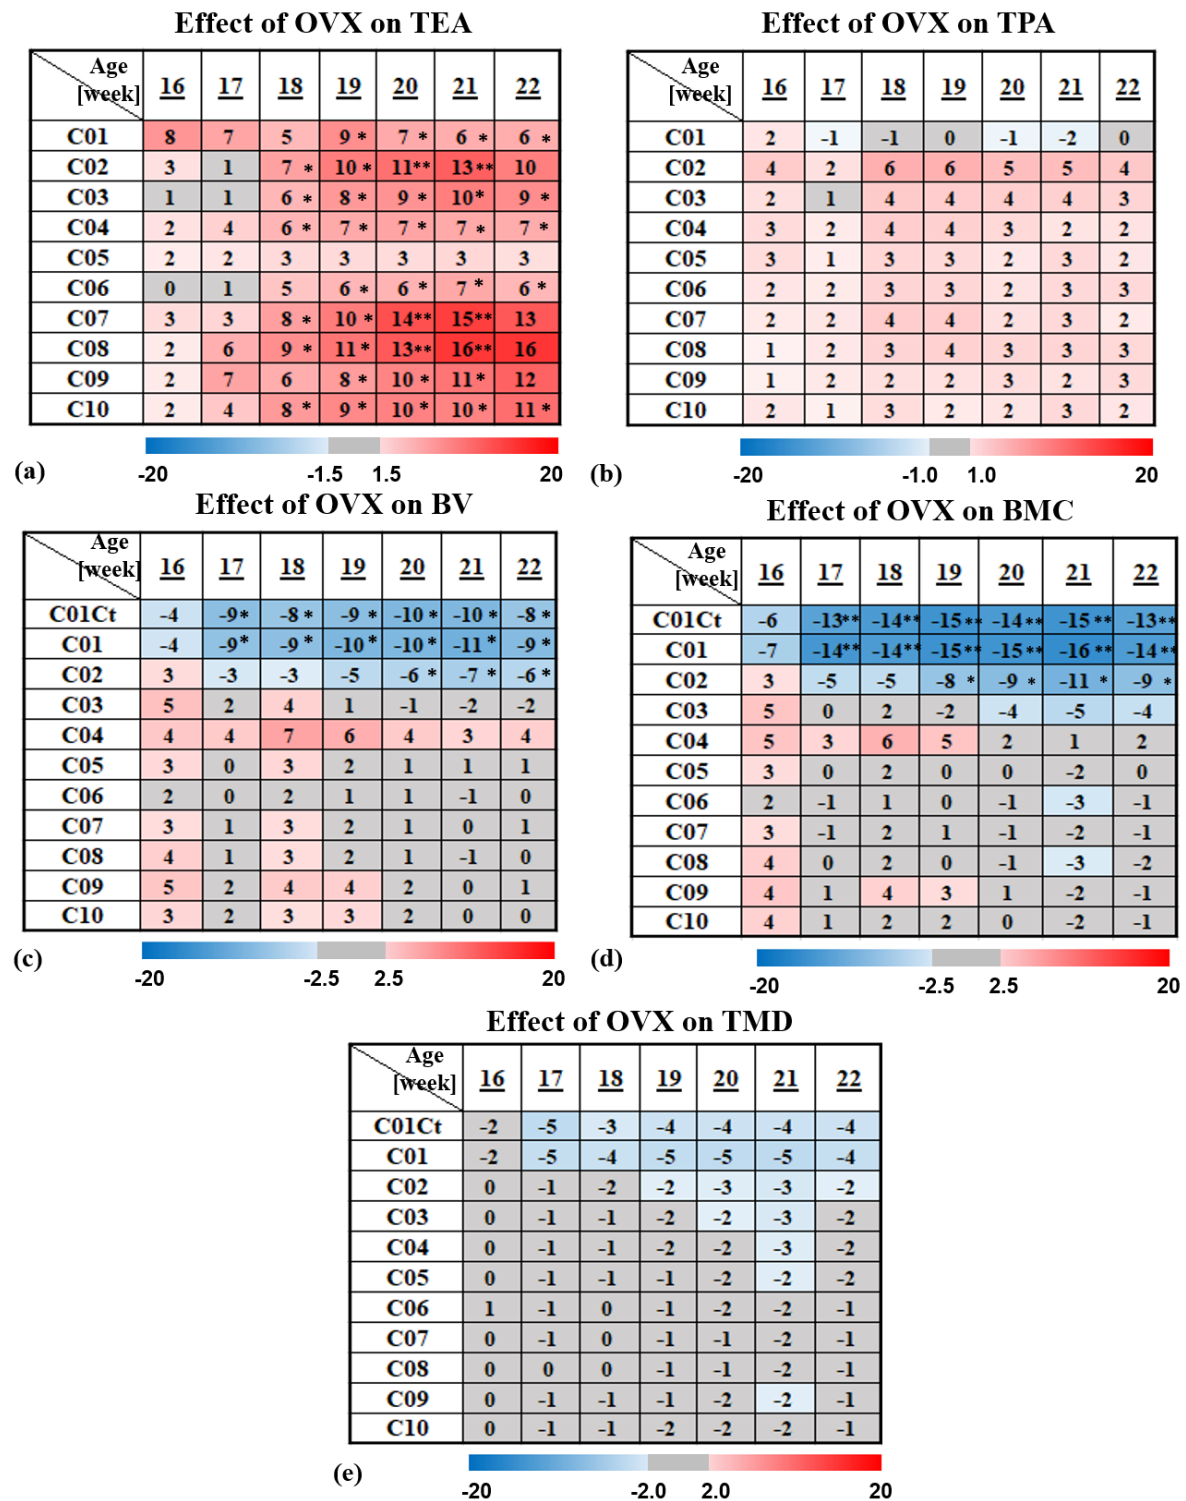 Effect of OVX on TEA
Age [week] 16 17 18 19 20 21 22
C01 8 7 5 9 * 7 * 6 * 6 *
C02 3 1 7 * 10 * 11** 13** 10
C03 1 1 6 * 8 * 9 * 10* 9 *
C04 2 4 6 * 7 * 7 * 7 * 7 *
C05 2 2 3 3 3 3 3
C06 0 1 5 6 * 6 * 7 * 6 *
C07 3 3 8 * 10 * 14** 15** 13
C08 2 6 9 * 11 * 13** 16** 16
C09 2 7 6 8 * 10 * 11 * 12
C10 2 4 8 * 9 * 10 * 10 * 11 *
-20 -1.5 1.5 20
(a)
Effect of OVX on TPA
Age [week] 16 17 18 19 20 21 22
C01 2 -1 -1 0 -1 -2 0
C02 4 2 6 6 5 5 4
C03 2 1 4 4 4 4 3
C04 3 2 4 4 3 2 2
C05 3 1 3 3 2 3 2
C06 2 2 3 3 2 3 3
C07 2 2 4 4 2 3 2
C08 1 2 3 4 3 3 3
C09 1 2 2 2 3 2 3
C10 2 1 3 2 2 3 2
-20 -1.0 1.0 20
(b)
Effect of OVX on BV
Age [week] 16 17 18 19 20 21 22
C01Ct -4 -9* -8 * -9 * -10 * -10 * -8 *
C01 -4 -9* -9 * -10 * -10 * -11 * -9 *
C02 3 -3 -3 -5 -6 * -7 * -6 *
C03 5 2 4 1 -1 -2 -2
C04 4 4 7 6 4 3 4
C05 3 0 3 2 1 1 1
C06 2 0 2 1 1 -1 0
C07 3 1 3 2 1 0 1
C08 4 1 3 2 1 -1 0
C09 5 2 4 4 2 0 1
C10 3 2 3 3 2 0 0
-20 -2.5 2.5 20
(c)
Effect of OVX on BMC
Age [week] 16 17 18 19 20 21 22
C01Ct -6 -13** -14** -15** -14** -15** -13**
C01 -7 -14** -14** -15** -15** -16** -14**
C02 3 -5 -5 -8 * -9 * -11 * -9 *
C03 5 0 2 -2 -4 -5 -4
C04 5 3 6 5 2 1 2
C05 3 0 2 0 0 -2 0
C06 2 -1 1 0 -1 -3 -1
C07 3 -1 2 1 -1 -2 -1
C08 4 0 2 0 -1 -3 -2
C09 4 1 4 3 1 -2 -1
C10 4 1 2 2 0 -2 -1
-20 -2.5 2.5 20
(d)
Effect of OVX on TMD
Age [week] 16 17 18 19 20 21 22
C01Ct -2 -5 -3 -4 -4 -4 -4
C01 -2 -5 -4 -5 -5 -5 -4
C02 0 -1 -2 -2 -3 -3 -2
C03 0 -1 -1 -2 -2 -3 -2
C04 0 -1 -1 -2 -2 -3 -2
C05 0 -1 -1 -1 -2 -2 -2
C06 1 -1 0 -1 -2 -2 -1
C07 0 -1 0 -1 -1 -2 -1
C08 0 0 0 -1 -1 -2 -1
C09 0 -1 -1 -1 -2 -2 -1
C10 0 -1 -1 -2 -2 -2 -1
-20 -2.0 2.0 20
(e)